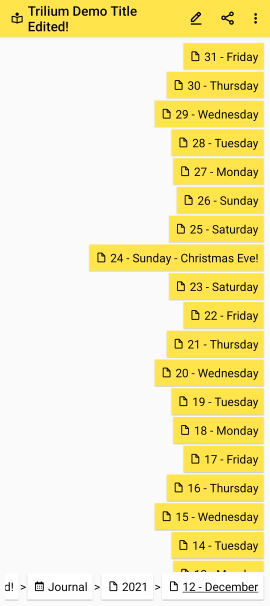 Trilium Demo Title
Edited!
31 - Friday
30 - Thursday
29 - Wednesday
28 - Tuesday
27 - Monday
26 - Sunday
25 - Saturday
24 - Sunday - Christmas Eve!
23 - Saturday
22 - Friday
21 - Thursday
20 - Wednesday
19 - Tuesday
18 - Monday
17 - Friday
16 - Thursday
15 - Wednesday
14 - Tuesday
d! > Journal > 2021 > 12 - December